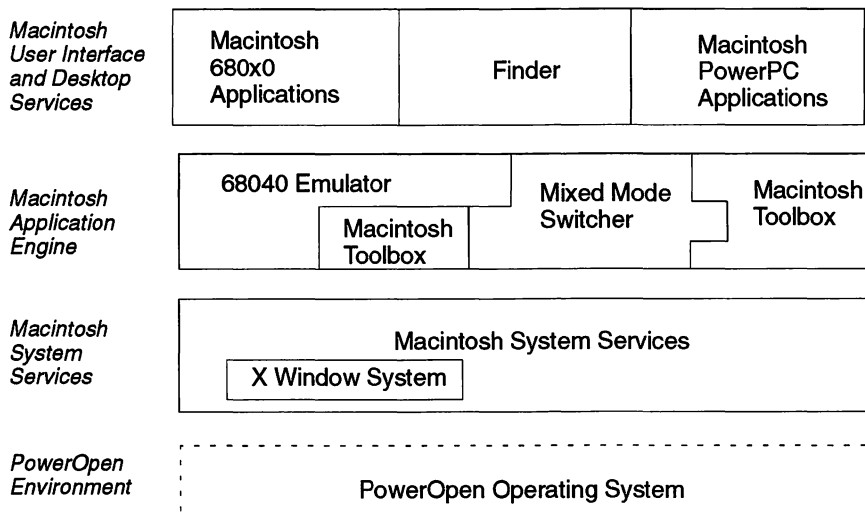 Macintosh
User Interface
and Desktop
Services
Macintosh
680x0
Applications
Finder
Macintosh
PowerPC
Applications
Macintosh
Application
Engine
68040 Emulator
Macintosh
Toolbox
Mixed Mode
Switcher
Macintosh
Toolbox
Macintosh
System
Services
Macintosh System Services
X Window System
PowerOpen
Environment
PowerOpen Operating System